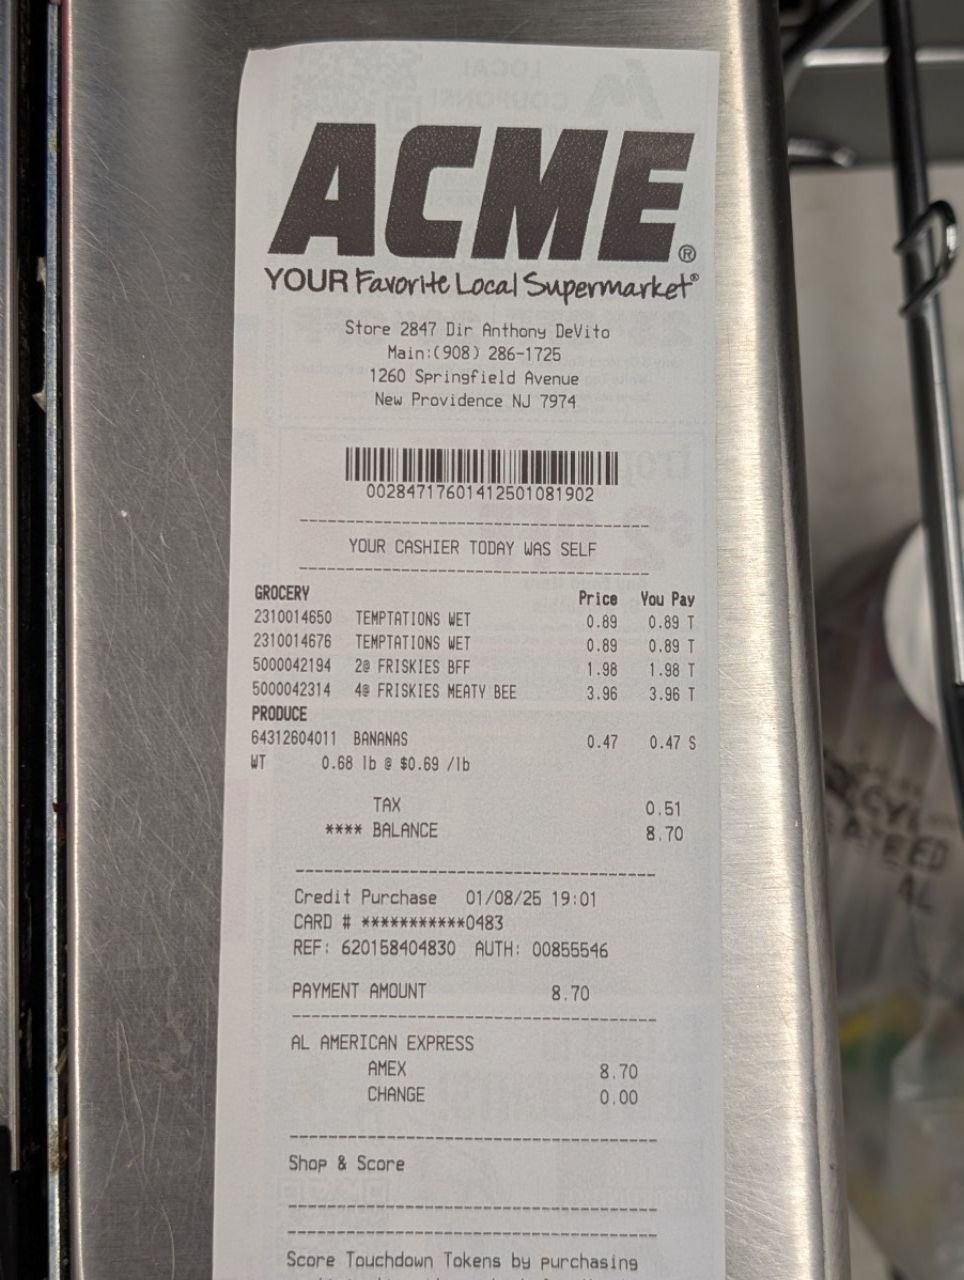 ACME®
YOUR Favorite Local Supermarket®
Store 2847 Dir Anthony DeVito
Main:(908) 286-1725
1260 Springfield Avenue
New Providence NJ 7974
00284717601412501081902
YOUR CASHIER TODAY WAS SELF
GROCERY Price You Pay
2310014650 TEMPTATIONS WET 0.89 0.89 T
2310014676 TEMPTATIONS WET 0.89 0.89 T
5000042194 2@ FRISKIES BFF 1.98 1.98 T
5000042314 4@ FRISKIES MEATY BEE 3.96 3.96 T
PRODUCE
64312604011 BANANAS 0.47 0.47 S
WT 0.68 lb @ $0.69 /lb
TAX 0.51
**** BALANCE 8.70
Credit Purchase 01/08/25 19:01
CARD # ***********0483
REF: 620158404830 AUTH: 00855546
PAYMENT AMOUNT 8.70
AL AMERICAN EXPRESS
AMEX 8.70
CHANGE 0.00
Shop & Score
Score Touchdown Tokens by purchasing